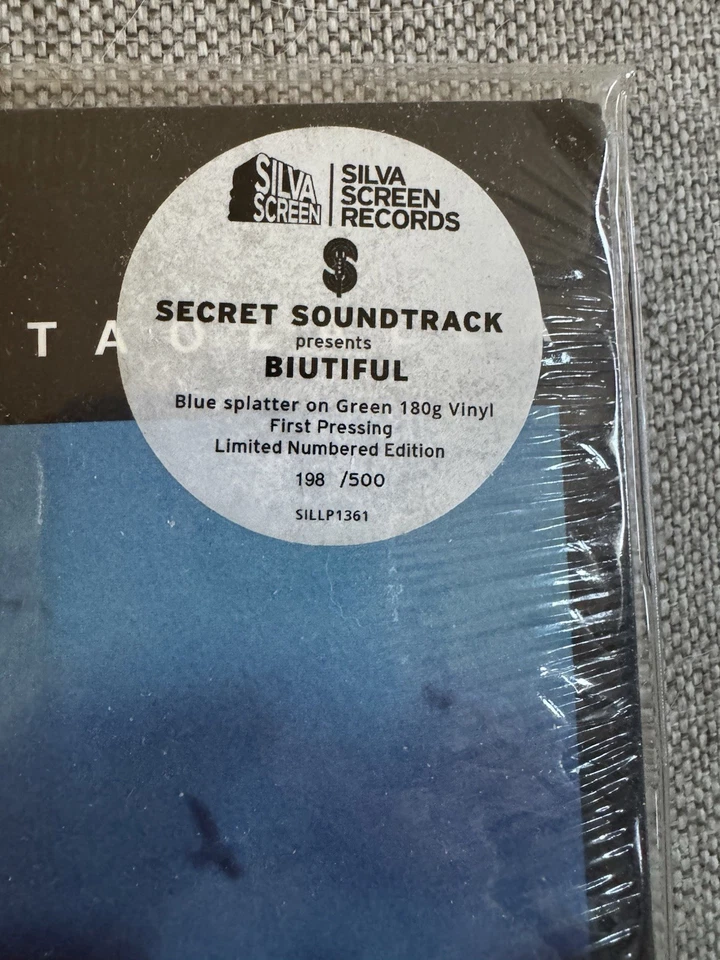 SILVA
SCREEN
SILVA
SCREEN
RECORDS
S
SECRET SOUNDTRACK
presents
BIUTIFUL
T A O
Blue splatter on Green 180g Vinyl
First Pressing
Limited Numbered Edition
198 /500
SILLP1361